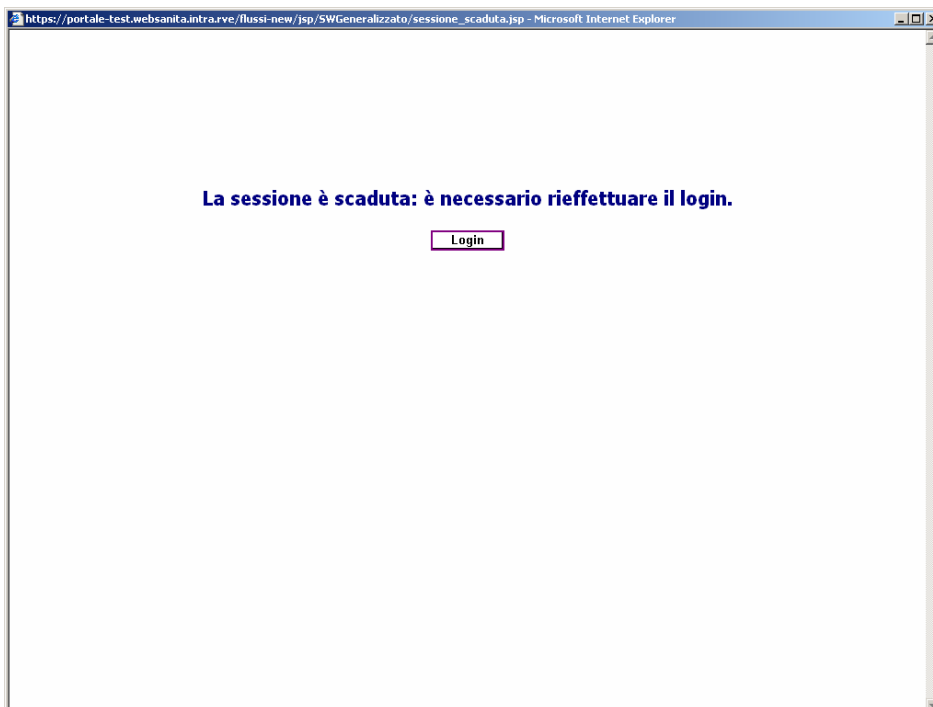 https://portale-test.websanita.intra.rve/flussi-new/jsp/SWGeneralizzato/sessione_scaduta.jsp - Microsoft Internet Explorer
La sessione è scaduta: è necessario rieffettuare il login.
Login